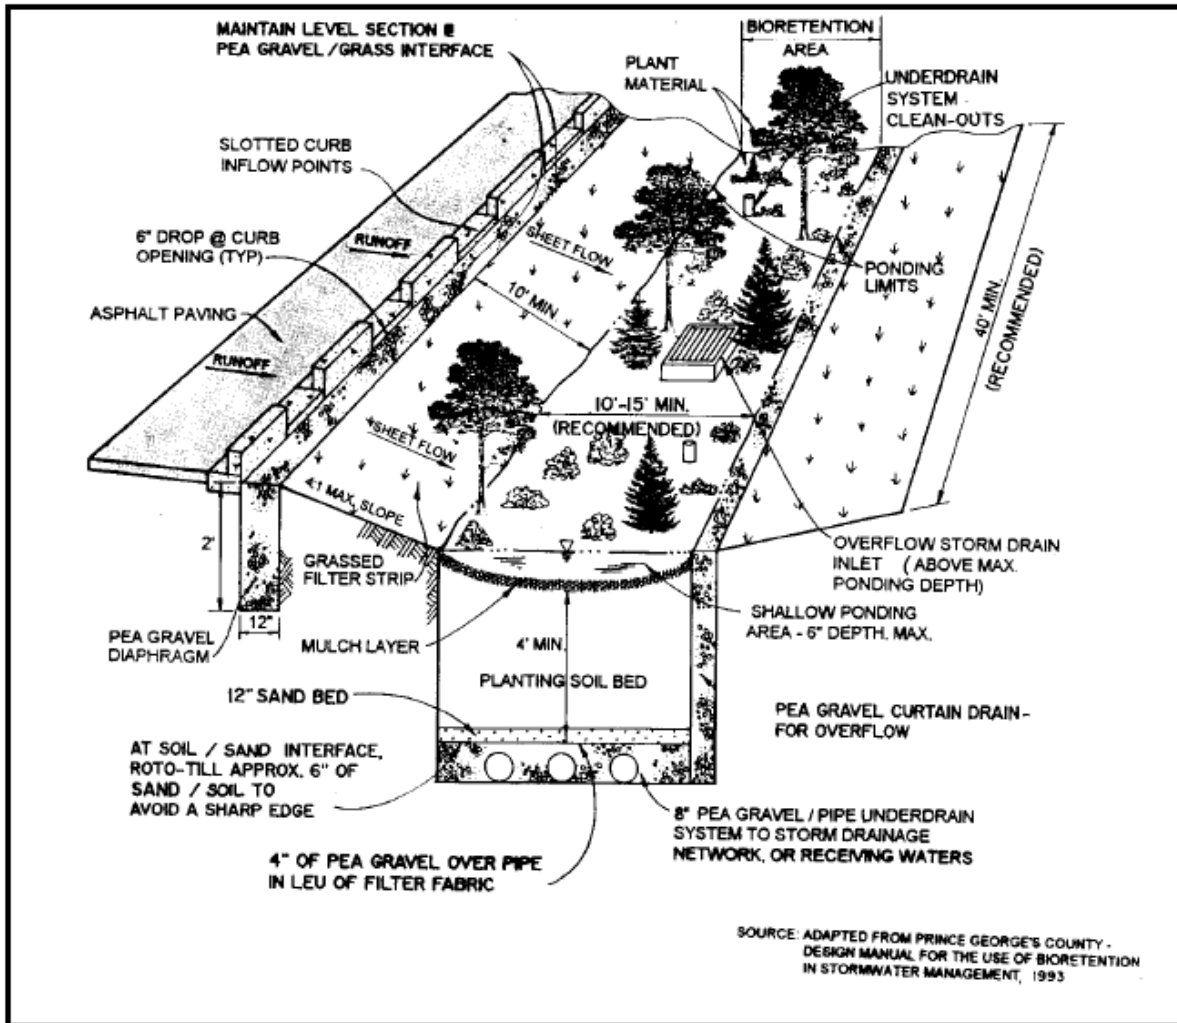 MAINTAIN LEVEL SECTION @
PEA GRAVEL / GRASS INTERFACE
BIORETENTION
AREA
PLANT
MATERIAL
UNDERDRAIN
SYSTEM
CLEAN-OUTS
SLOTTED CURB
INFLOW POINTS
6" DROP @ CURB
OPENING (TYP)
RUNOFF
SHEET FLOW
PONDING
LIMITS
40' MIN.
(RECOMMENDED)
ASPHALT PAVING
10' MIN
RUNOFF
10'-15' MIN.
(RECOMMENDED)
SHEET FLOW
4:1 MAX. SLOPE
2'
GRASSED
FILTER STRIP
OVERFLOW STORM DRAIN
INLET ( ABOVE MAX.
PONDING DEPTH)
12"
SHALLOW PONDING
AREA - 6" DEPTH. MAX.
PEA GRAVEL
DIAPHRAGM
MULCH LAYER
4' MIN.
PLANTING SOIL BED
12" SAND BED
PEA GRAVEL CURTAIN DRAIN-
FOR OVERFLOW
AT SOIL / SAND INTERFACE,
ROTO-TILL APPROX. 6" OF
SAND / SOIL TO
AVOID A SHARP EDGE
8" PEA GRAVEL / PIPE UNDERDRAIN
SYSTEM TO STORM DRAINAGE
NETWORK, OR RECEIVING WATERS
4" OF PEA GRAVEL OVER PIPE
IN LEU OF FILTER FABRIC
SOURCE: ADAPTED FROM PRINCE GEORGE'S COUNTY -
DESIGN MANUAL FOR THE USE OF BIORETENTION
IN STORMWATER MANAGEMENT, 1993